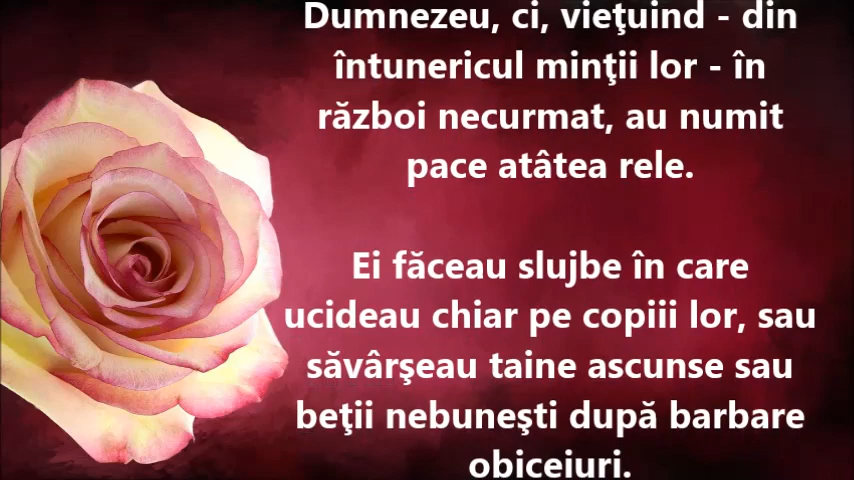 Dumnezeu, ci, vieţuind - din
întunericul minţii lor - în
război necurmat, au numit
pace atâtea rele.
Ei făceau slujbe în care
ucideau chiar pe copiii lor, sau
săvârşeau taine ascunse sau
beţii nebuneşti după barbare
obiceiuri.